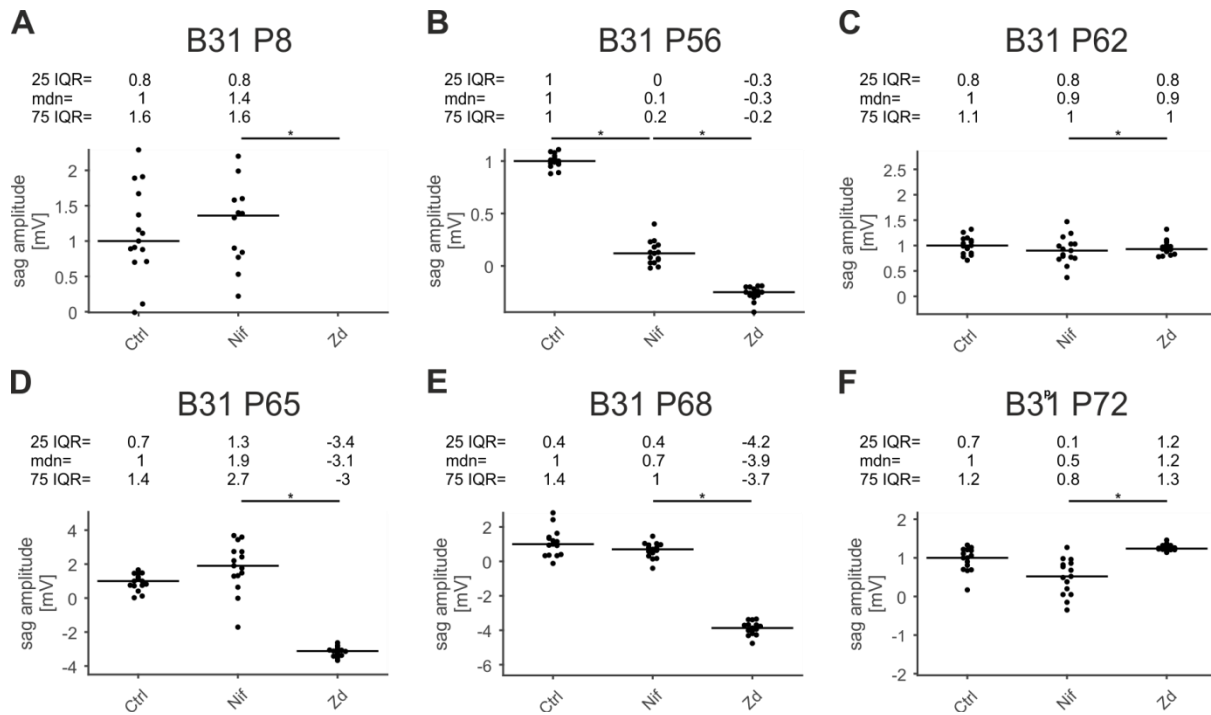 A
B31 P8
25 IQR= 0.8 0.8
mdn= 1 1.4
75 IQR= 1.6 1.6
*
2
1.5
1
0.5
0
sag amplitude
[mV]
Ctrl Nif Zd
B
B31 P56
25 IQR= 1 0 -0.3
mdn= 1 0.1 -0.3
75 IQR= 1 0.2 -0.2
* *
1
0.5
0
sag amplitude
[mV]
Ctrl Nif Zd
C
B31 P62
25 IQR= 0.8 0.8 0.8
mdn= 1 0.9 0.9
75 IQR= 1.1 1 1
*
2.5
2
1.5
1
0.5
0
sag amplitude
[mV]
Ctrl Nif Zd
D
B31 P65
25 IQR= 0.7 1.3 -3.4
mdn= 1 1.9 -3.1
75 IQR= 1.4 2.7 -3
*
4
2
0
-2
-4
sag amplitude
[mV]
Ctrl Nif Zd
E
B31 P68
25 IQR= 0.4 0.4 -4.2
mdn= 1 0.7 -3.9
75 IQR= 1.4 1 -3.7
*
2
0
-2
-4
-6
sag amplitude
[mV]
Ctrl Nif Zd
F
B31 P72
25 IQR= 0.7 0.1 1.2
mdn= 1 0.5 1.2
75 IQR= 1.2 0.8 1.3
*
2
1
0
-1
-2
sag amplitude
[mV]
Ctrl Nif Zd